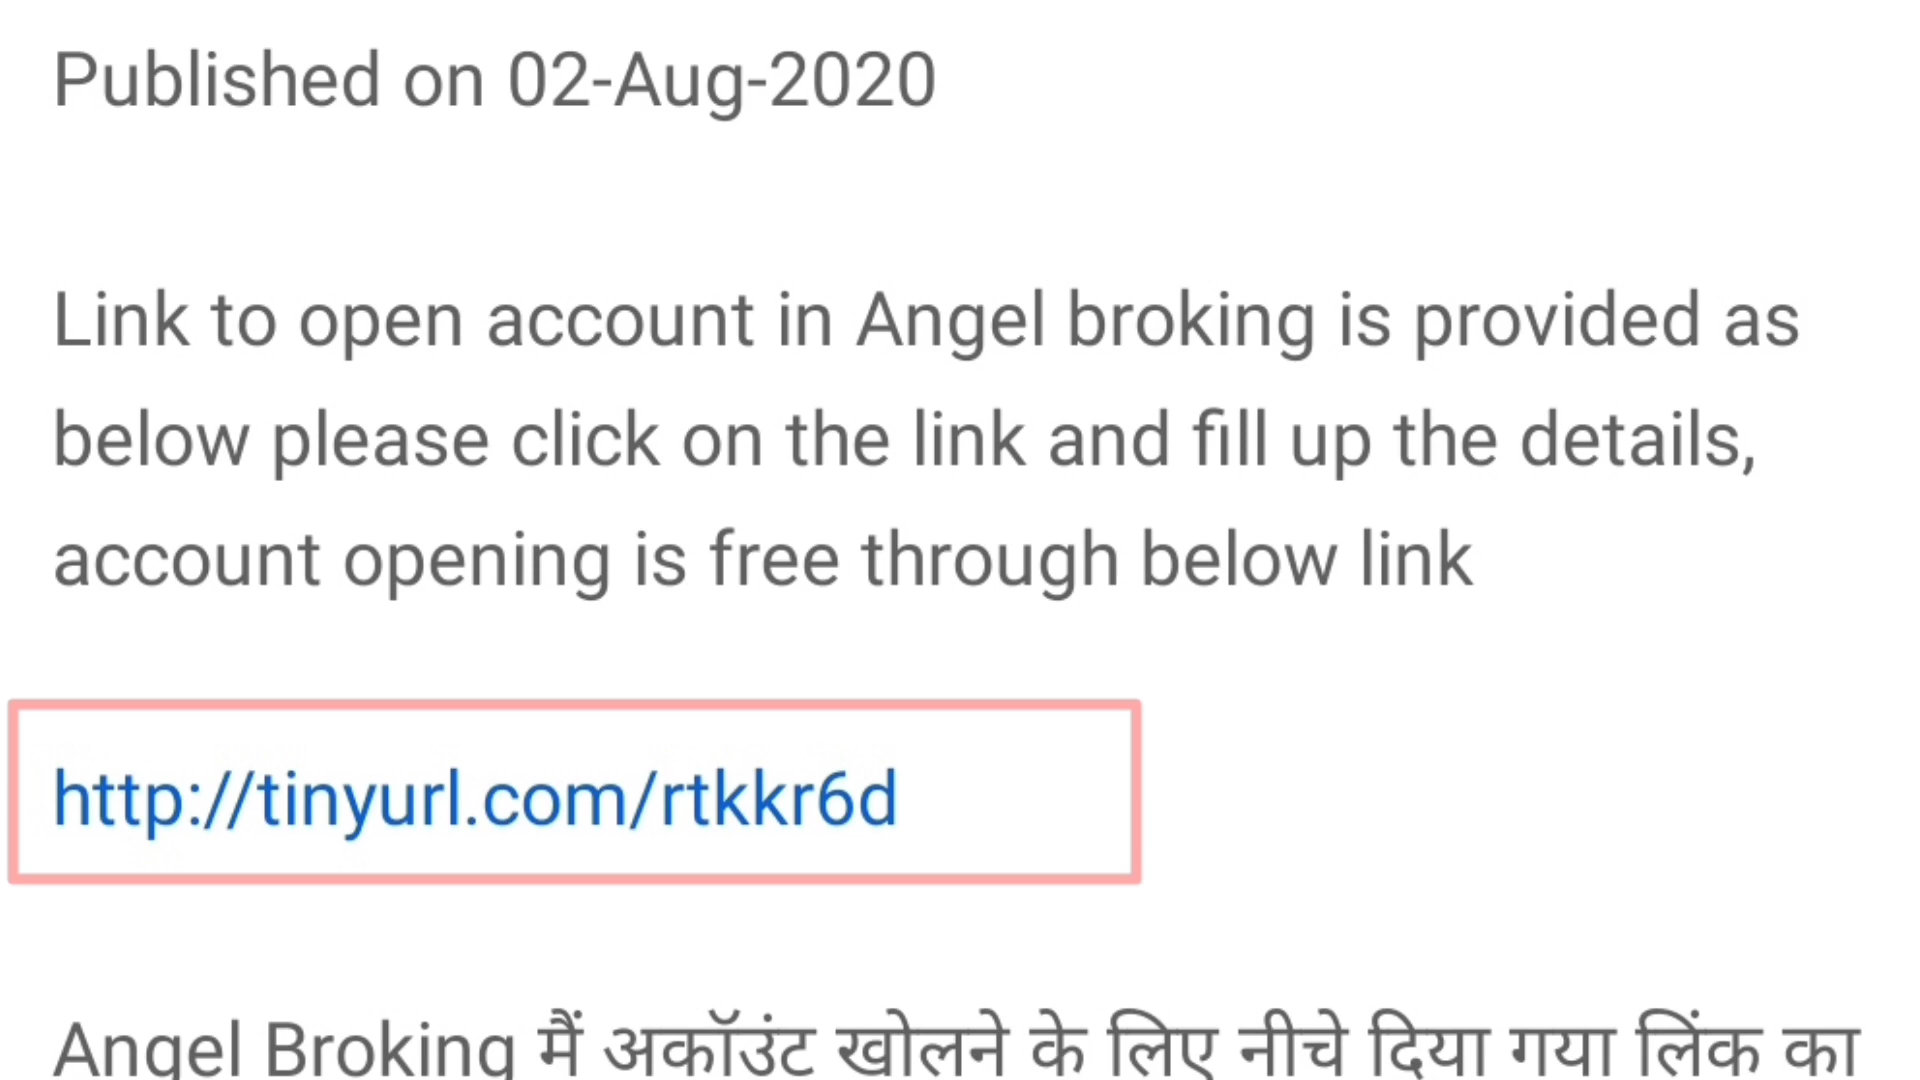 Published on 02-Aug-2020
Link to open account in Angel broking is provided as
below please click on the link and fill up the details,
account opening is free through below link
http://tinyurl.com/rtkkr6d
Angel Broking मैं अकॉउंट खोलने के लिए नीचे दिया गया लिंक का